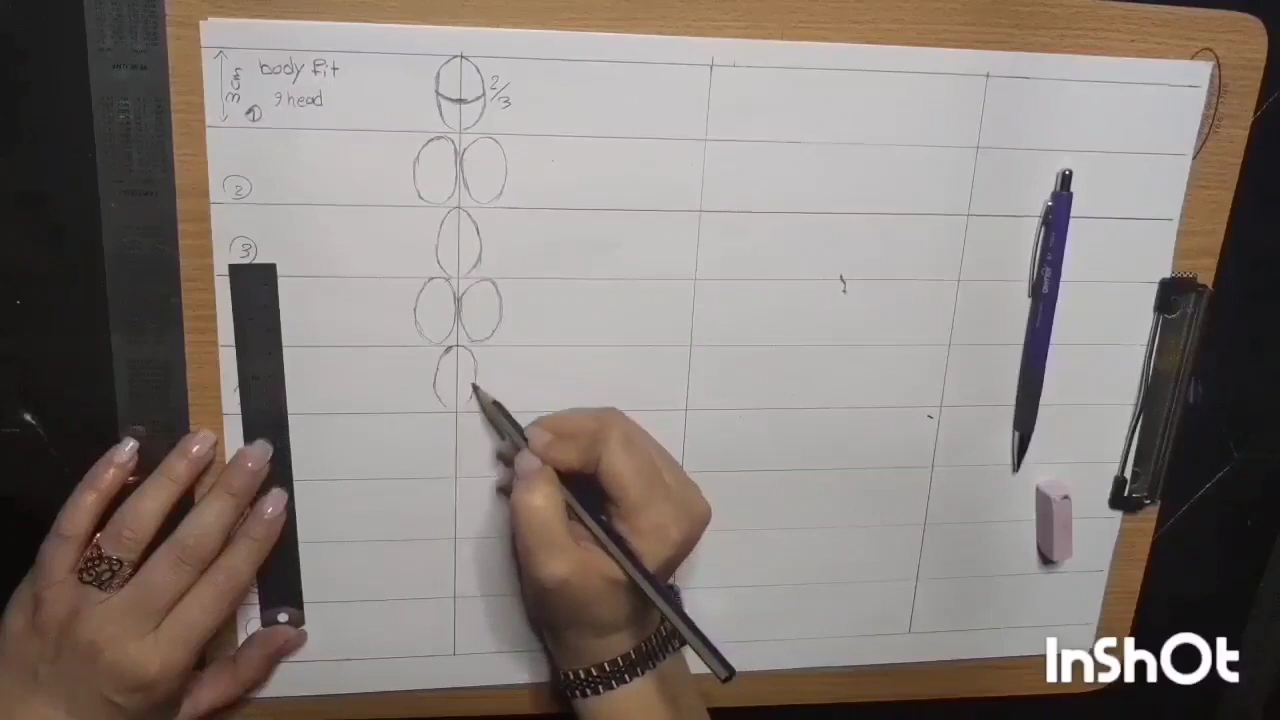 body fit
3cm
9 head
①
2/3
②
③
InShOt